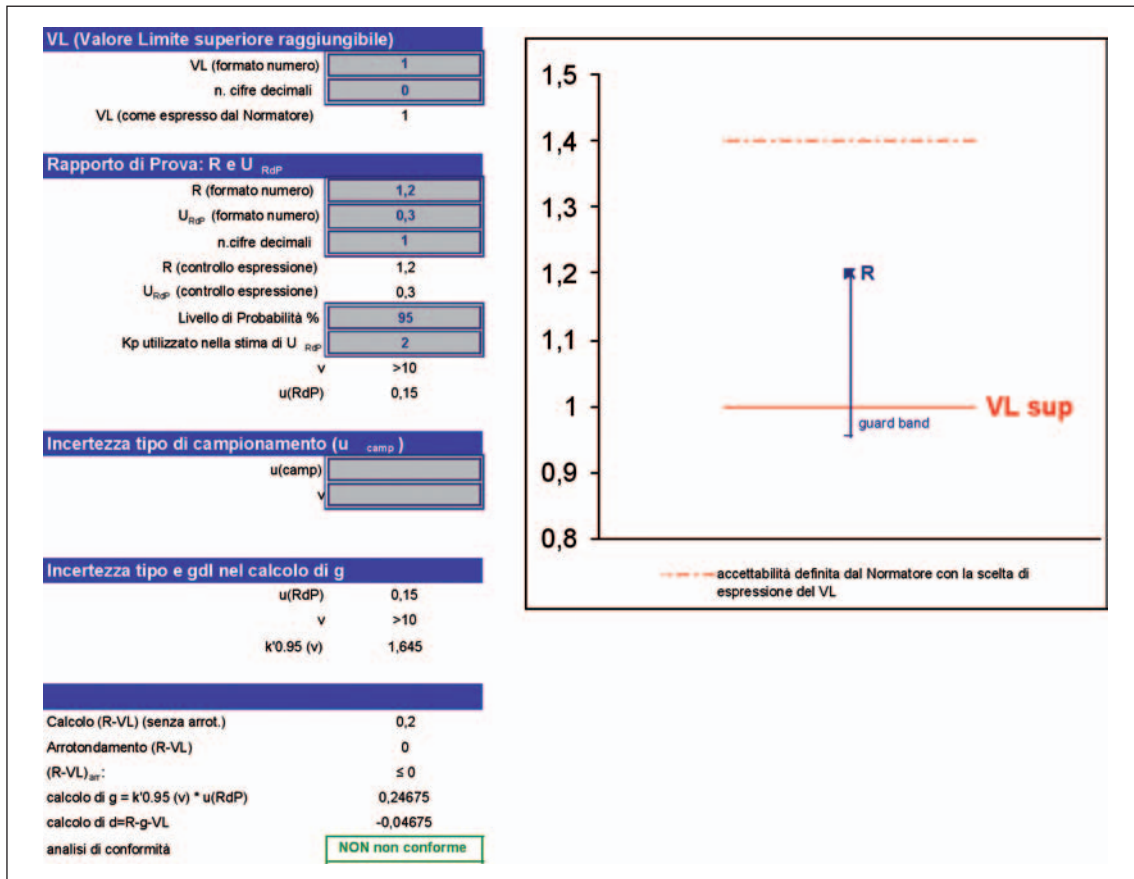 VL (Valore Limite superiore raggiungibile)
VL (formato numero) 1
n. cifre decimali 0
VL (come espresso dal Normatore) 1
Rapporto di Prova: R e U RdP
R (formato numero) 1,2
URdP (formato numero) 0,3
n.cifre decimali 1
R (controllo espressione) 1,2
URdP (controllo espressione) 0,3
Livello di Probabilità % 95
Kp utilizzato nella stima di U RdP 2
v >10
u(RdP) 0,15
Incertezza tipo di campionamento (u camp )
u(camp)
v
Incertezza tipo e gdl nel calcolo di g
u(RdP) 0,15
v >10
k'0.95 (v) 1,645
Calcolo (R-VL) (senza arrot.) 0,2
Arrotondamento (R-VL) 0
(R-VL)arr: ≤ 0
calcolo di g = k'0.95 (v) * u(RdP) 0,24675
calcolo di d=R-g-VL -0,04675
analisi di conformità NON non conforme
1,5
1,4
1,3
1,2
R
1,1
1
VL sup
guard band
0,9
0,8
accettabilità definita dal Normatore con la scelta di
espressione del VL